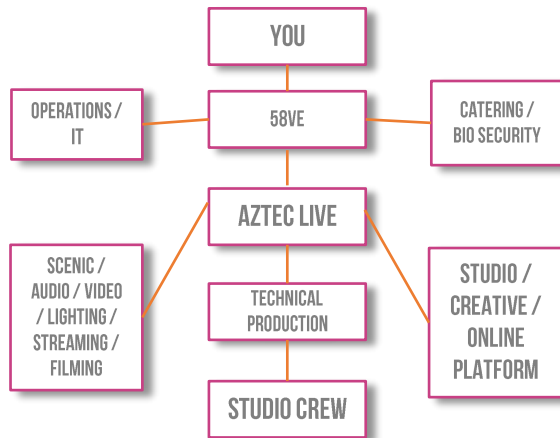 YOU
OPERATIONS /
IT
58VE
CATERING /
BIO SECURITY
AZTEC LIVE
SCENIC /
AUDIO / VIDEO
/ LIGHTING /
STREAMING /
FILMING
TECHNICAL
PRODUCTION
STUDIO /
CREATIVE /
ONLINE
PLATFORM
STUDIO CREW